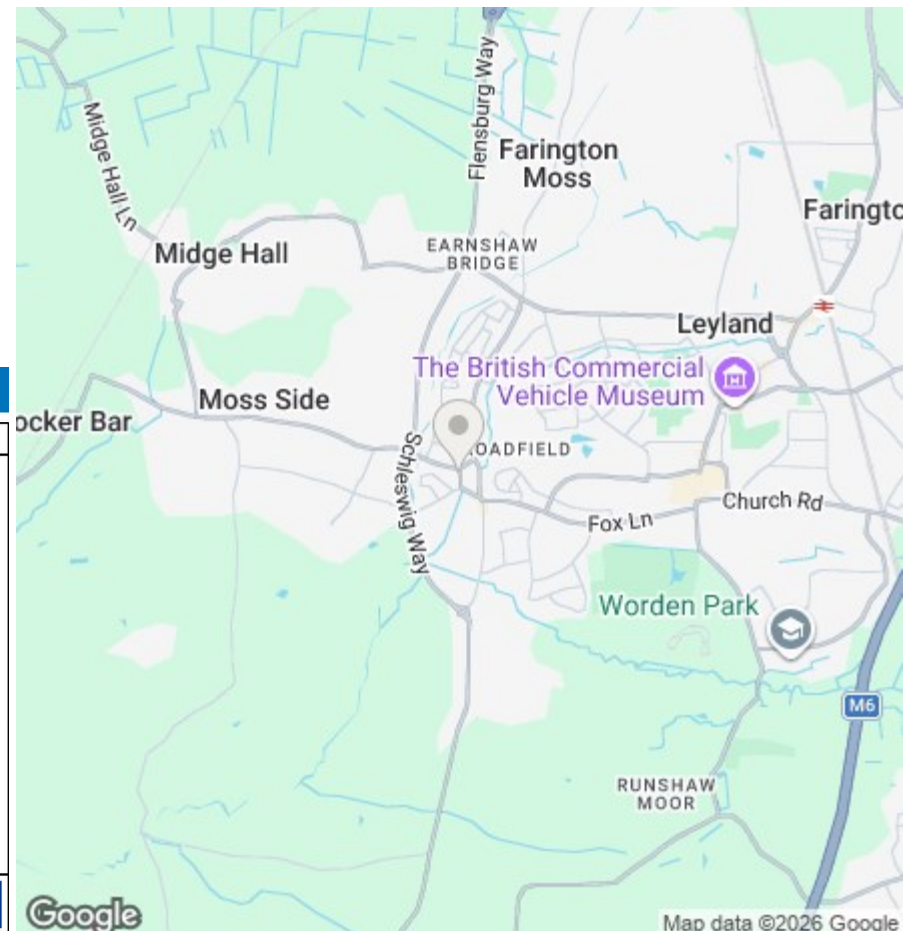 Flensburg Way
Farington
Moss
Midge Hall Ln
Faringto
EARNSHAW
BRIDGE
Midge Hall
Leyland
The British Commercial
Vehicle Museum
Moss Side
ocker Bar
OADFIELD
Schleswig Way
Church Rd
Fox Ln
Worden Park
M6
RUNSHAW
MOOR
Google
Map data ©2026 Google